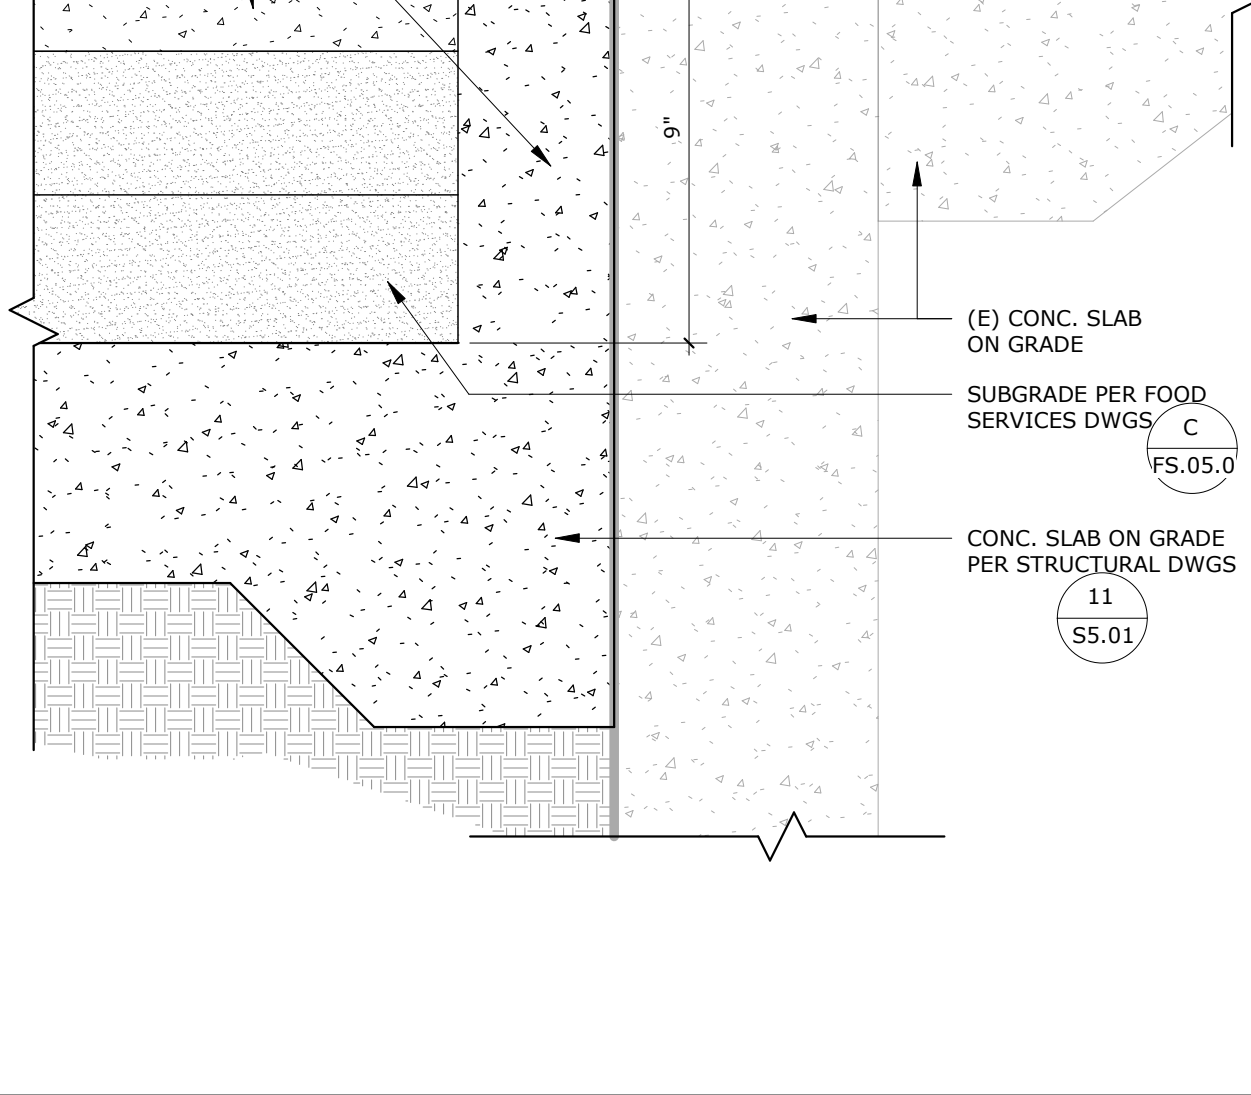 9"
(E) CONC. SLAB
ON GRADE
SUBGRADE PER FOOD
SERVICES DWGS
C
FS.05.0
CONC. SLAB ON GRADE
PER STRUCTURAL DWGS
11
S5.01